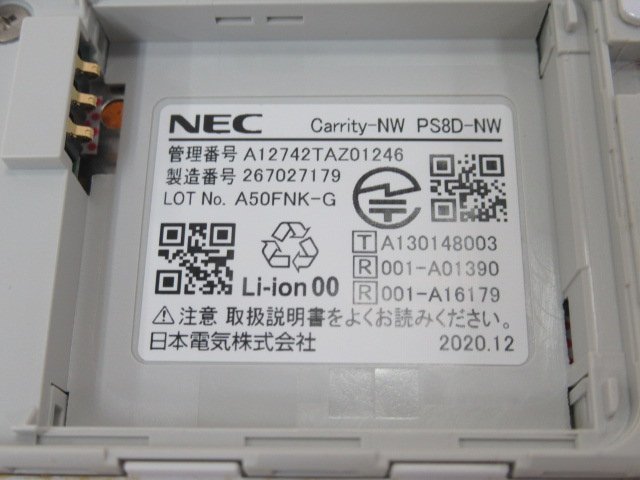 NEC Carrity-NW PS8D-NW
管理番号 A12742TAZ01246
製造番号 267027179
LOT No. A50FNK-G
T A130148003
R 001-A01390
R 001-A16179
Li-ion 00
⚠注意 取扱説明書をよくお読みください。
日本電気株式会社 2020.12